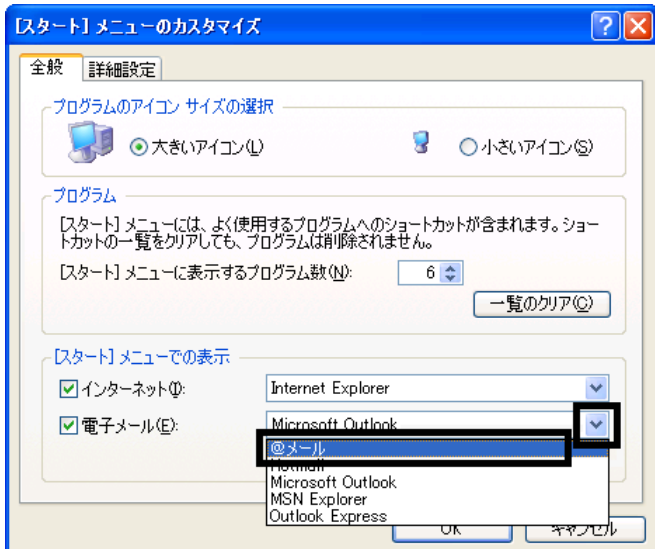 [スタート] メニューのカスタマイズ
全般 詳細設定
プログラムのアイコン サイズの選択
大きいアイコン(L) 小さいアイコン(S)
プログラム
[スタート] メニューには、よく使用するプログラムへのショートカットが含まれます。ショー
トカットの一覧をクリアしても、プログラムは削除されません。
[スタート] メニューに表示するプログラム数(N): 6
一覧のクリア(C)
[スタート] メニューでの表示
インターネット(I): Internet Explorer
電子メール(E): Microsoft Outlook
@メール
Hotmail
Microsoft Outlook
MSN Explorer
Outlook Express
OK キャンセル